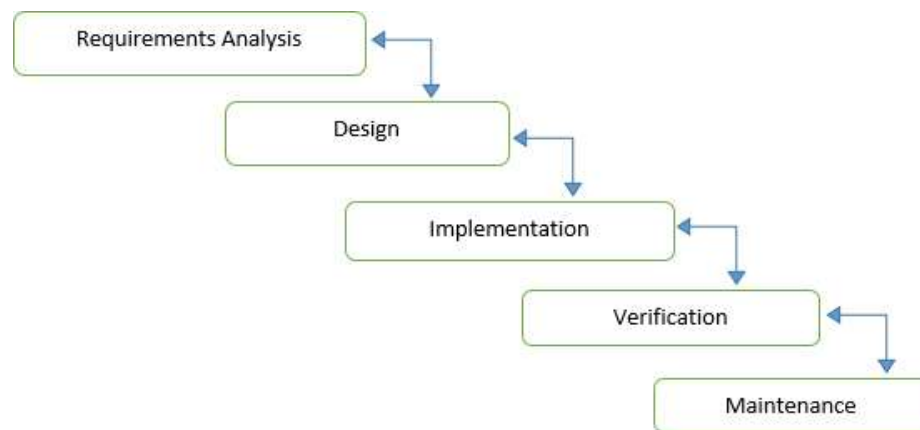 Requirements Analysis
Design
Implementation
Verification
Maintenance